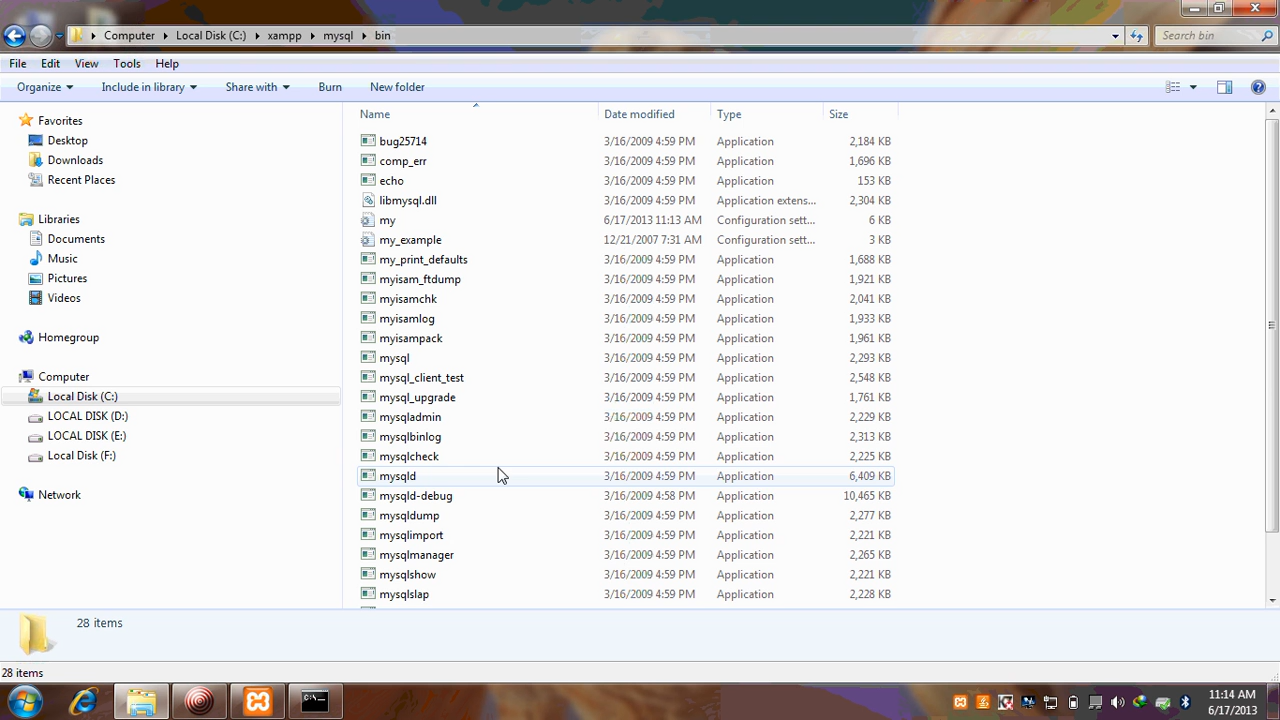 Computer Local Disk (C:) xampp mysql bin Search bin
File Edit View Tools Help
Organize Include in library Share with Burn New folder
Favorites
Desktop
Downloads
Recent Places
Libraries
Documents
Music
Pictures
Videos
Homegroup
Computer
Local Disk (C:)
LOCAL DISK (D:)
LOCAL DISK (E:)
Local Disk (F:)
Network
Name Date modified Type Size
bug25714 3/16/2009 4:59 PM Application 2,184 KB
comp_err 3/16/2009 4:59 PM Application 1,696 KB
echo 3/16/2009 4:59 PM Application 153 KB
libmysql.dll 3/16/2009 4:59 PM Application extens... 2,304 KB
my 6/17/2013 11:13 AM Configuration sett... 6 KB
my_example 12/21/2007 7:31 AM Configuration sett... 3 KB
my_print_defaults 3/16/2009 4:59 PM Application 1,688 KB
myisam_ftdump 3/16/2009 4:59 PM Application 1,921 KB
myisamchk 3/16/2009 4:59 PM Application 2,041 KB
myisamlog 3/16/2009 4:59 PM Application 1,933 KB
myisampack 3/16/2009 4:59 PM Application 1,961 KB
mysql 3/16/2009 4:59 PM Application 2,293 KB
mysql_client_test 3/16/2009 4:59 PM Application 2,548 KB
mysql_upgrade 3/16/2009 4:59 PM Application 1,761 KB
mysqladmin 3/16/2009 4:59 PM Application 2,229 KB
mysqlbinlog 3/16/2009 4:59 PM Application 2,313 KB
mysqlcheck 3/16/2009 4:59 PM Application 2,225 KB
mysqld 3/16/2009 4:59 PM Application 6,409 KB
mysqld-debug 3/16/2009 4:58 PM Application 10,465 KB
mysqldump 3/16/2009 4:59 PM Application 2,277 KB
mysqlimport 3/16/2009 4:59 PM Application 2,221 KB
mysqlmanager 3/16/2009 4:59 PM Application 2,265 KB
mysqlshow 3/16/2009 4:59 PM Application 2,221 KB
mysqlslap 3/16/2009 4:59 PM Application 2,228 KB
28 items
28 items
11:14 AM
6/17/2013